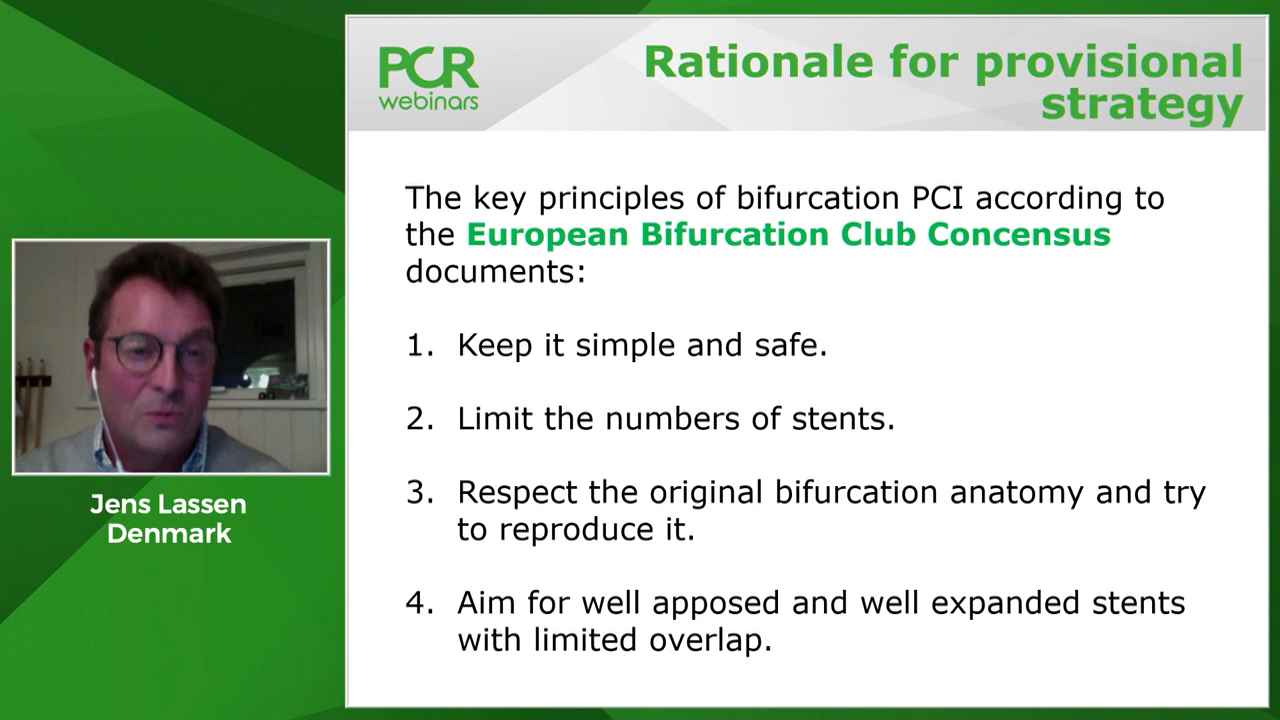 PCR
webinars
Rationale for provisional
strategy
The key principles of bifurcation PCI according to
the European Bifurcation Club Concensus
documents:
1. Keep it simple and safe.
2. Limit the numbers of stents.
3. Respect the original bifurcation anatomy and try
to reproduce it.
4. Aim for well apposed and well expanded stents
with limited overlap.
Jens Lassen
Denmark